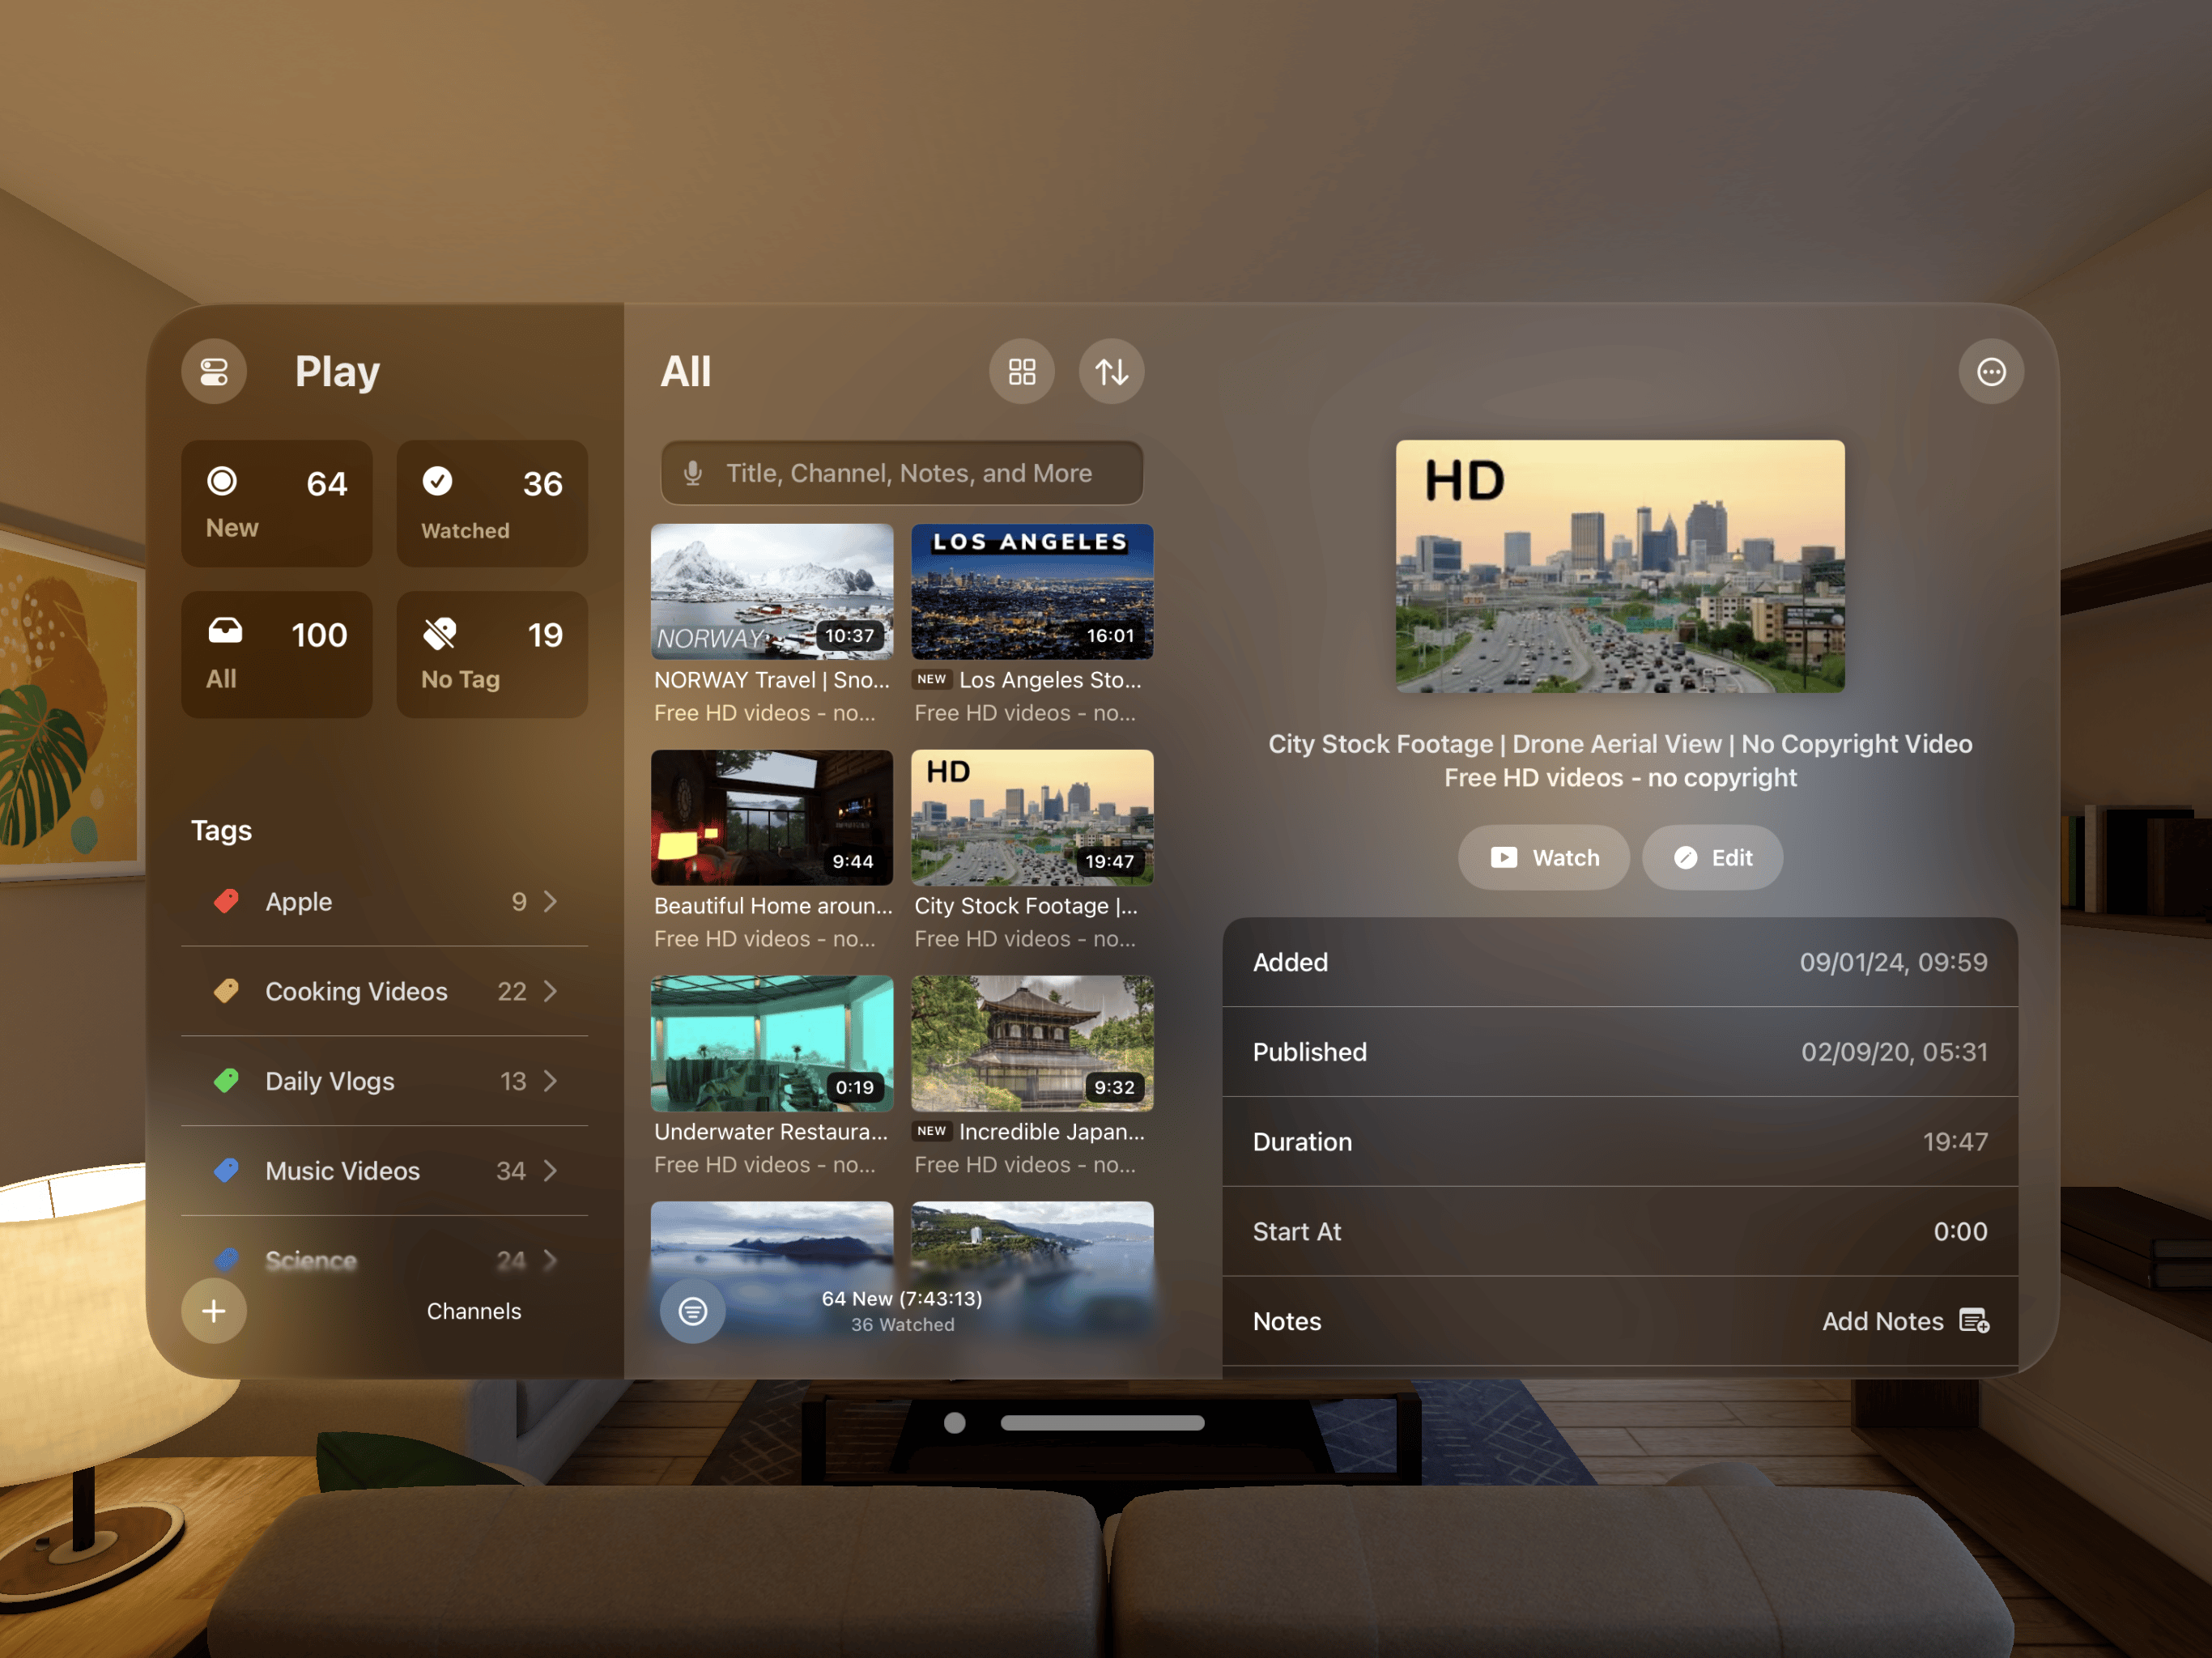 Play
64
New
36
Watched
100
All
19
No Tag
Tags
Apple 9
Cooking Videos 22
Daily Vlogs 13
Music Videos 34
Science 24
Channels
All
Title, Channel, Notes, and More
NORWAY
10:37
NORWAY Travel | Sno...
Free HD videos - no...
LOS ANGELES
16:01
NEW Los Angeles Sto...
Free HD videos - no...
9:44
Beautiful Home aroun...
Free HD videos - no...
HD
19:47
City Stock Footage |...
Free HD videos - no...
0:19
Underwater Restaura...
Free HD videos - no...
9:32
NEW Incredible Japan...
Free HD videos - no...
64 New (7:43:13)
36 Watched
HD
City Stock Footage | Drone Aerial View | No Copyright Video
Free HD videos - no copyright
Watch
Edit
Added 09/01/24, 09:59
Published 02/09/20, 05:31
Duration 19:47
Start At 0:00
Notes Add Notes